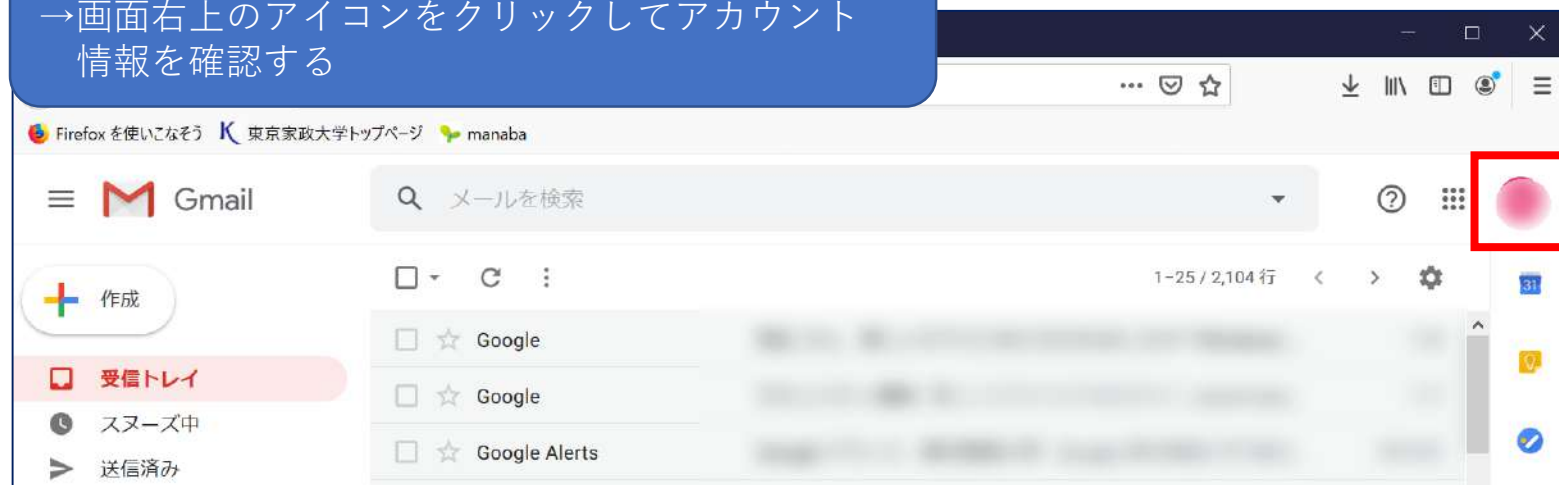 →画面右上のアイコンをクリックしてアカウント
情報を確認する
Firefox を使いこなそう 東京家政大学トップページ manaba
Gmail メールを検索
作成 1–25 / 2,104 行
31
Google
受信トレイ
Google
スヌーズ中
Google Alerts
送信済み